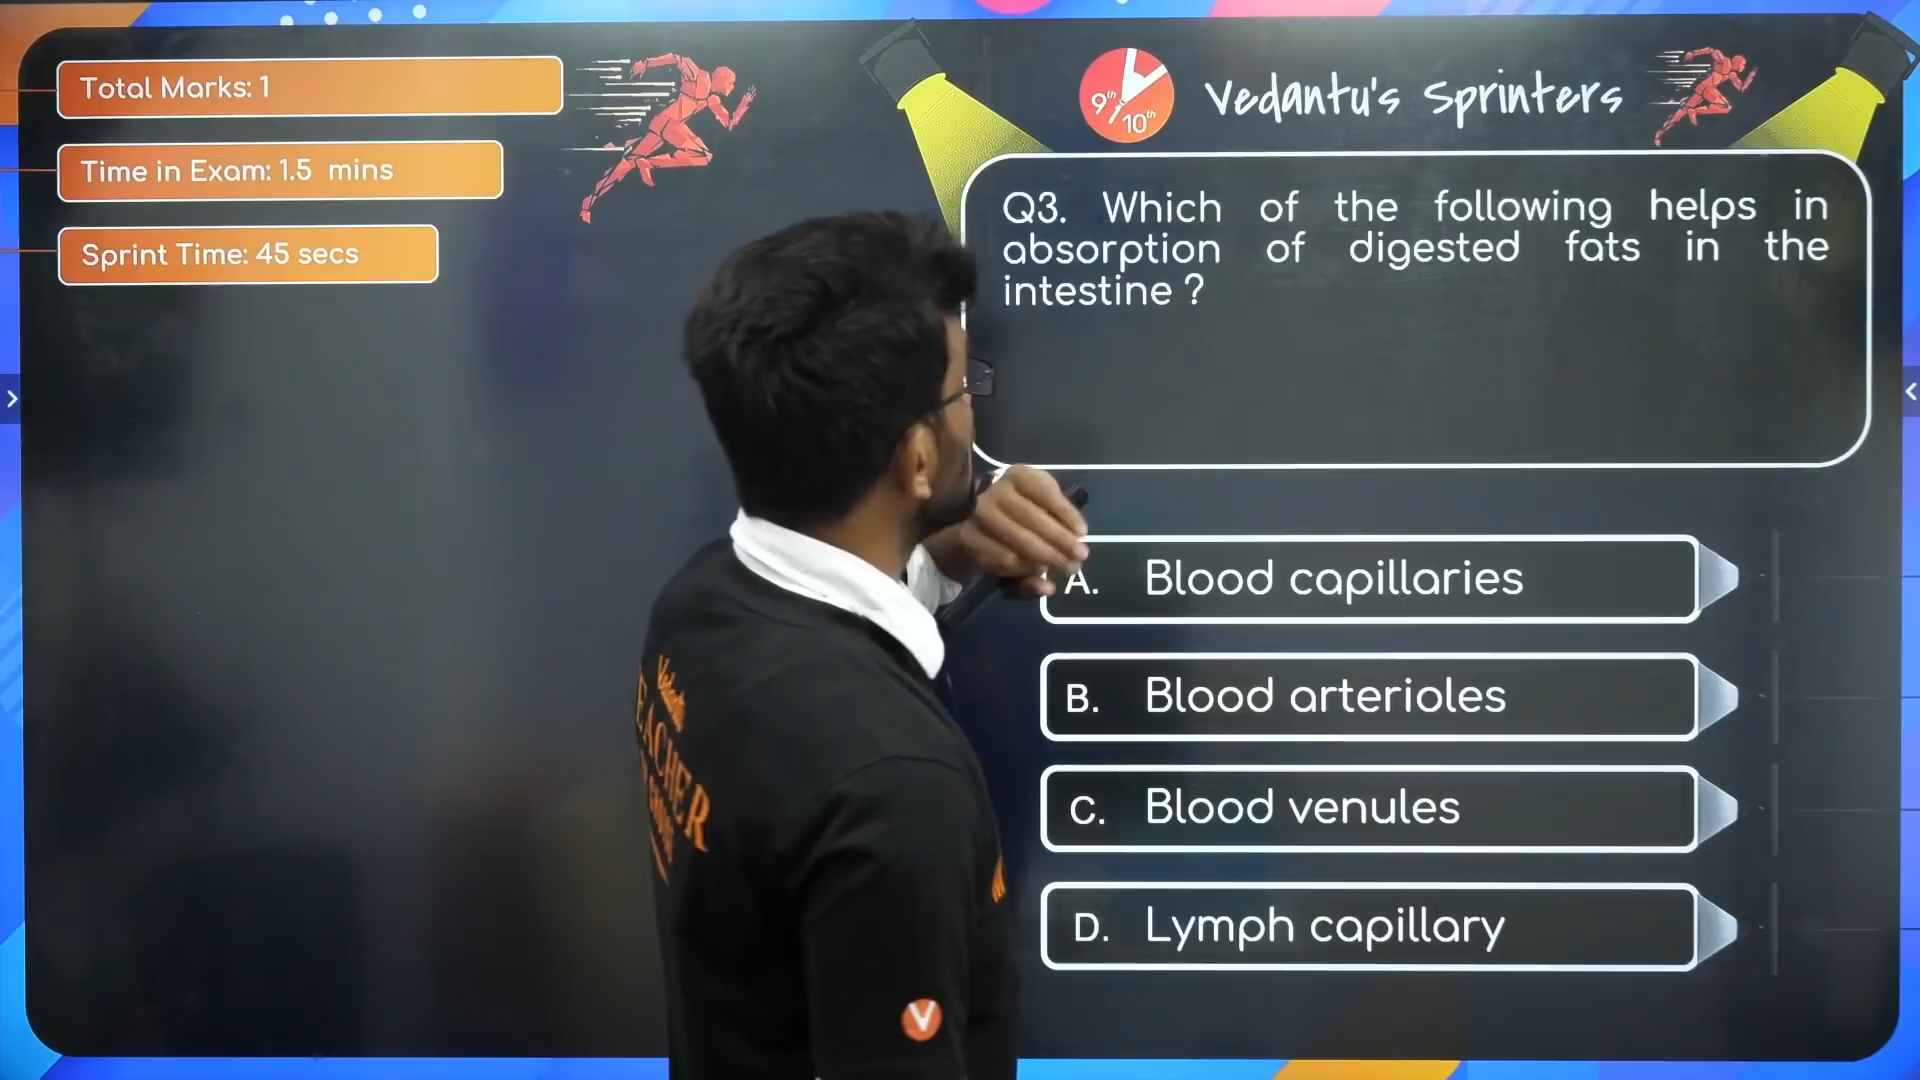 Total Marks: 1
Time in Exam: 1.5 mins
Sprint Time: 45 secs
9th
10th
Vedantu's Sprinters
Q3. Which of the following helps in
absorption of digested fats in the
intestine ?
A. Blood capillaries
B. Blood arterioles
C. Blood venules
D. Lymph capillary
Vedantu
EACHER
V